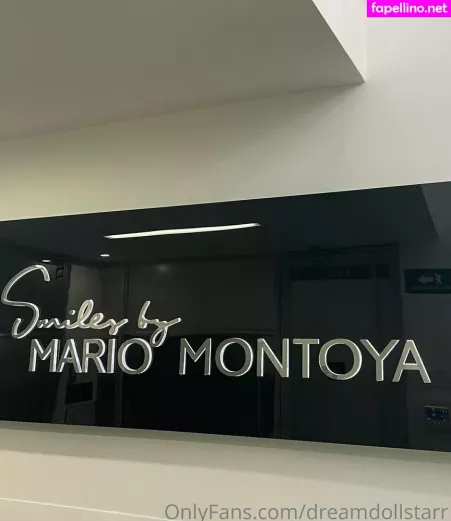 fapellino.net
Smiles by
MARIO MONTOYA
OnlyFans.com/dreamdollstarr